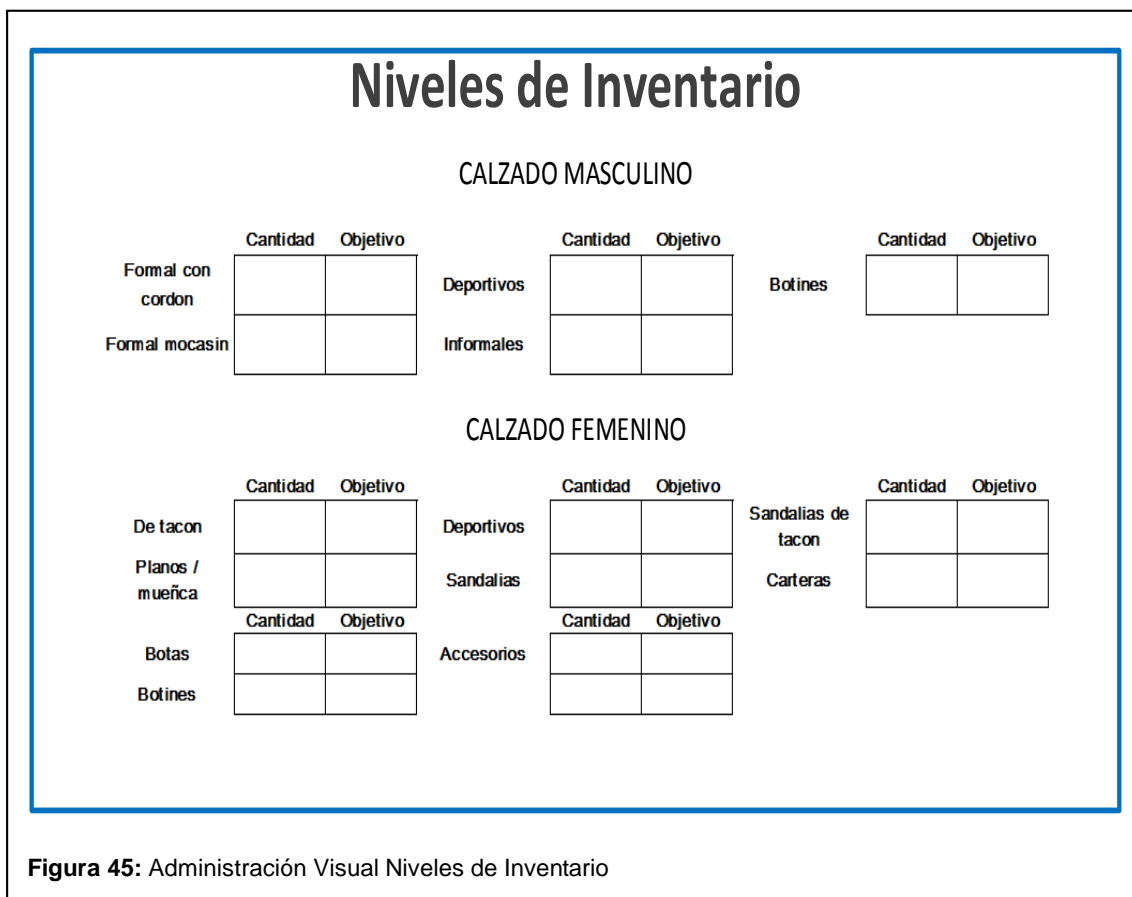 Niveles de Inventario
CALZADO MASCULINO
Cantidad Objetivo Cantidad Objetivo Cantidad Objetivo
Formal con
cordon
Deportivos
Botines
Formal mocasin
Informales
CALZADO FEMENINO
Cantidad Objetivo Cantidad Objetivo Cantidad Objetivo
De tacon
Deportivos
Sandalias de
tacon
Planos /
mueñca
Sandalias
Carteras
Cantidad Objetivo Cantidad Objetivo
Botas
Accesorios
Botines
Figura 45: Administración Visual Niveles de Inventario